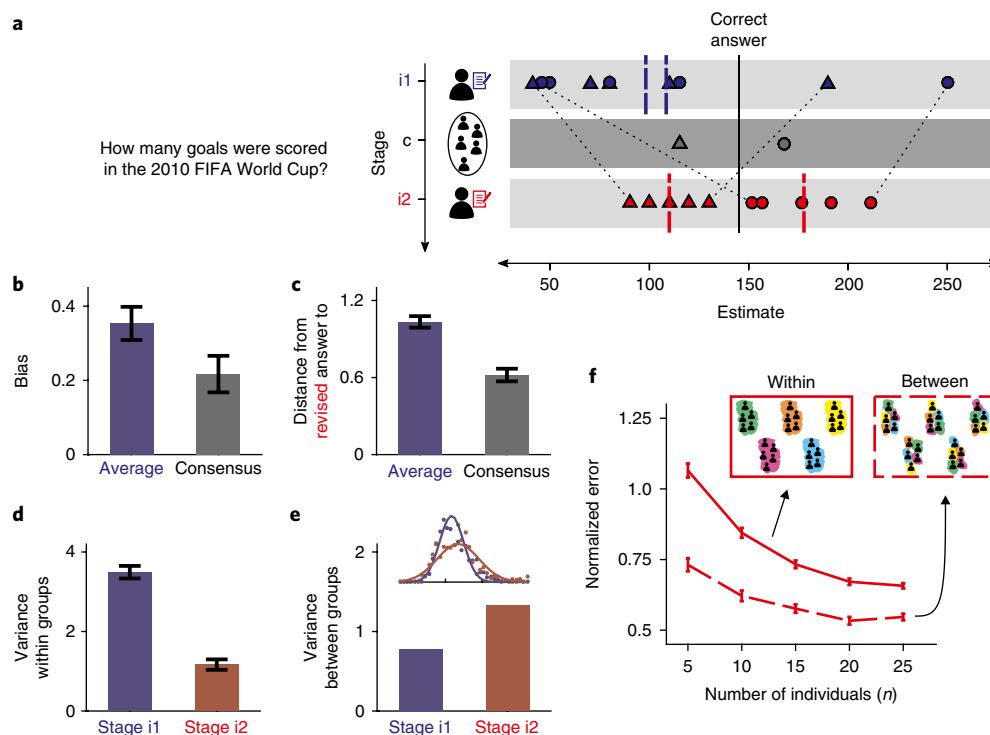 a
How many goals were scored
in the 2010 FIFA World Cup?
Stage
i1
c
i2
Correct
answer
50
100
150
200
250
Estimate
b
Bias
0.4
0.2
0
Average
Consensus
c
Distance from
revised answer to
1.2
0.6
0
Average
Consensus
d
Variance
within groups
4
2
0
Stage i1
Stage i2
e
Variance
between groups
2
1
0
Stage i1
Stage i2
f
Within
Between
Normalized error
1.25
1.0
0.75
0.5
5
10
15
20
25
Number of individuals (n)